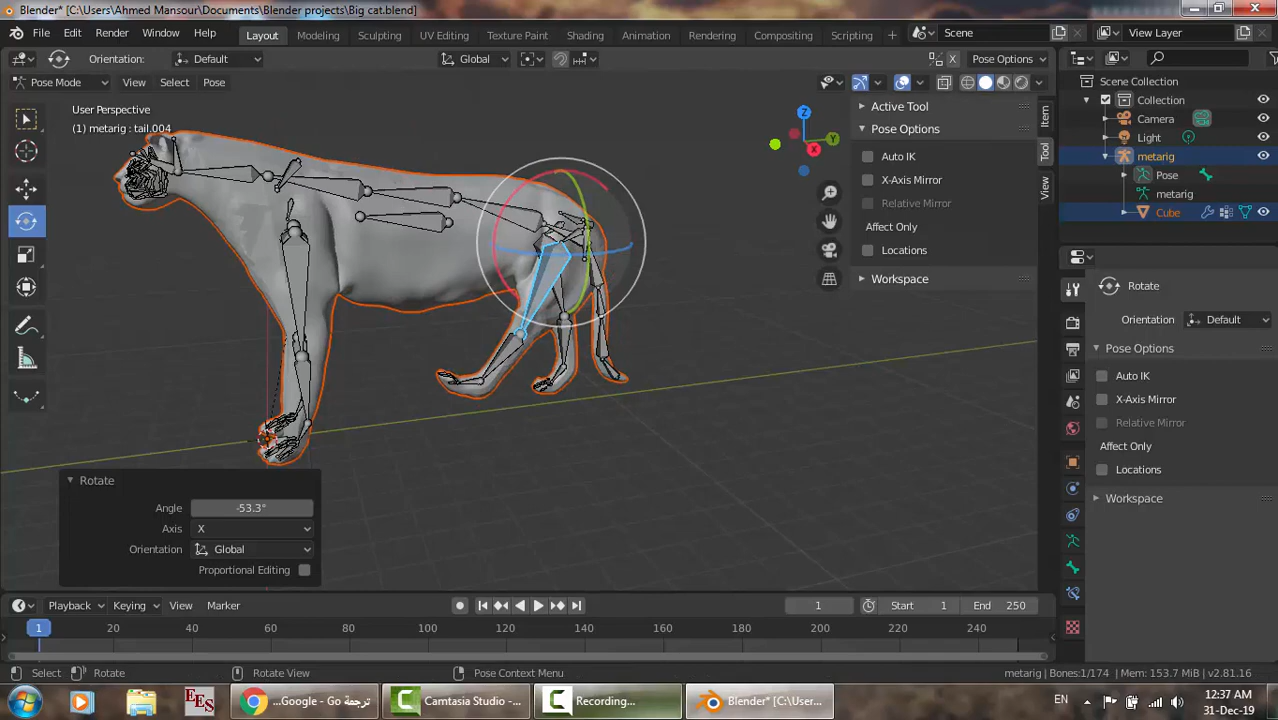 Blender* [C:\Users\Ahmed Mansour\Documents\Blender projects\Big cat.blend]
File Edit Render Window Help Layout Modeling Sculpting UV Editing Texture Paint Shading Animation Rendering Compositing Scripting + Scene View Layer
Orientation: Default Global X Pose Options
Pose Mode View Select Pose
User Perspective
(1) metarig : tail.004
Z
Y
X
Active Tool
Pose Options
Auto IK
X-Axis Mirror
Relative Mirror
Affect Only
Locations
Workspace
Item
Tool
View
Scene Collection
Collection
Camera
Light
metarig
Pose
metarig
Cube
Rotate
Orientation: Default
Pose Options
Auto IK
X-Axis Mirror
Relative Mirror
Affect Only
Locations
Workspace
Rotate
Angle -53.3°
Axis X
Orientation Global
Proportional Editing
Playback Keying View Marker 1 Start 1 End 250
1 20 40 60 80 100 120 140 160 180 200 220 240
Select Rotate Rotate View Pose Context Menu metarig | Bones:1/174 | Mem: 153.7 MiB | v2.81.16
EES ...Google - Go ترجمة Camtasia Studio - ... Recording... Blender* [C:\User... EN 12:37 AM
31-Dec-19